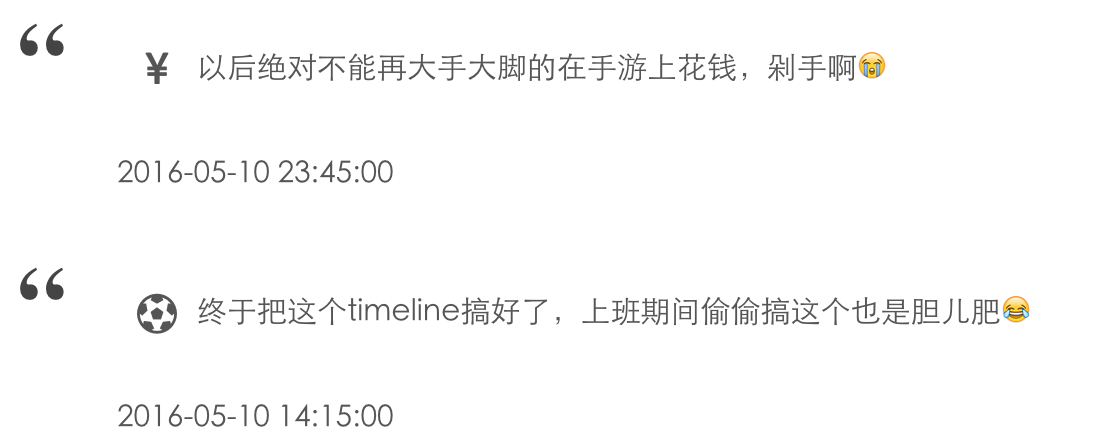 “
¥ 以后绝对不能再大手大脚的在手游上花钱，剁手啊😭
2016-05-10 23:45:00
“
⚽ 终于把这个timeline搞好了，上班期间偷偷搞这个也是胆儿肥😂
2016-05-10 14:15:00